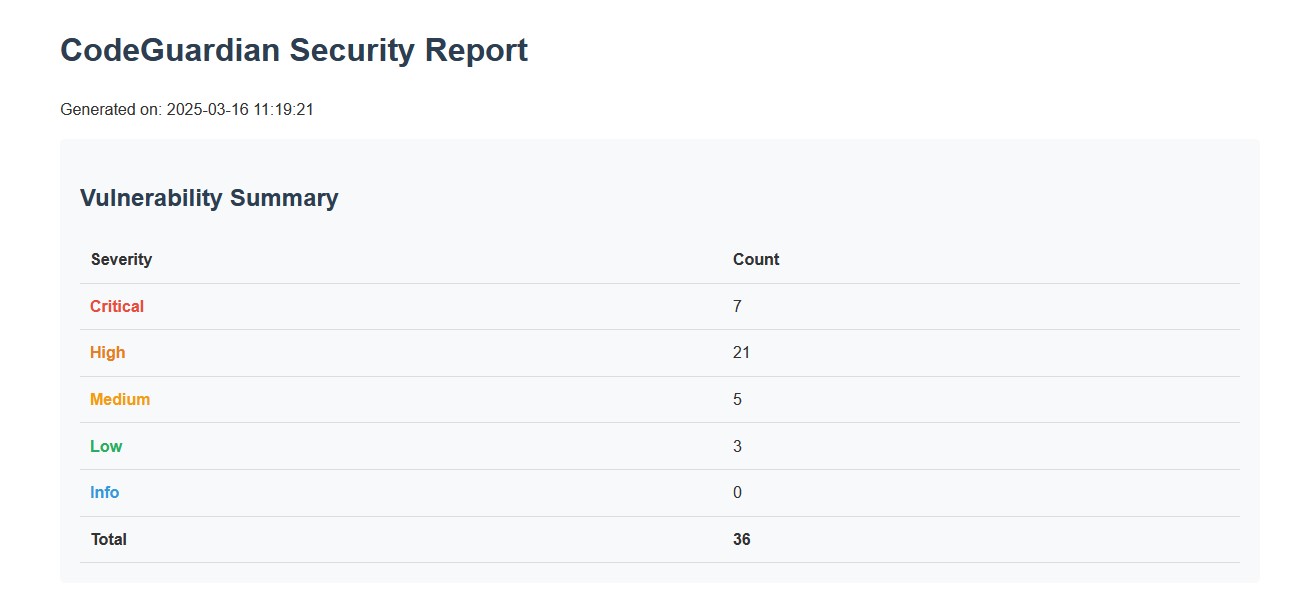 CodeGuardian Security Report
Generated on: 2025-03-16 11:19:21
Vulnerability Summary
Severity Count
Critical 7
High 21
Medium 5
Low 3
Info 0
Total 36